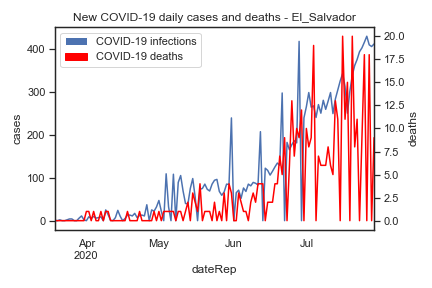 New COVID-19 daily cases and deaths - El_Salvador
COVID-19 infections
COVID-19 deaths
400
300
200
100
0
cases
20.0
17.5
15.0
12.5
10.0
7.5
5.0
2.5
0.0
deaths
Apr
2020
May
Jun
Jul
dateRep